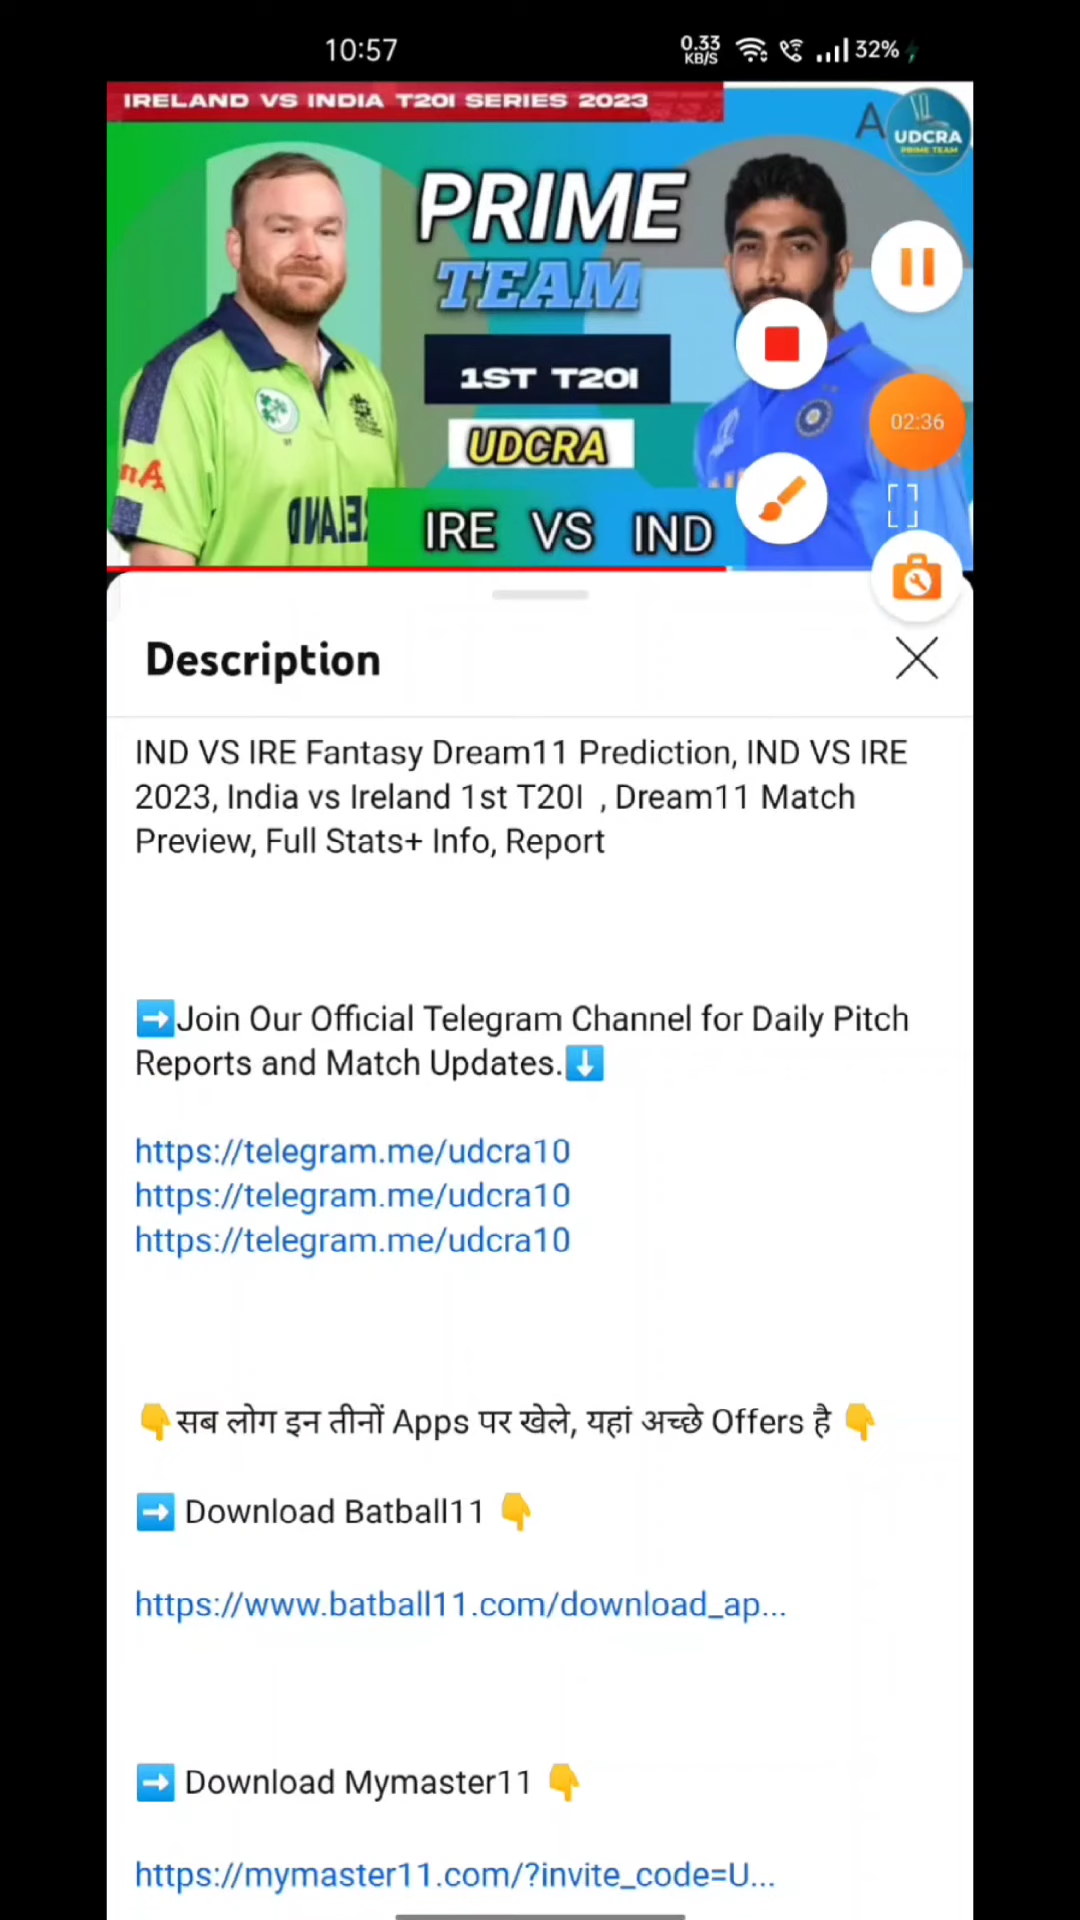 10:57
0.33 KB/S
32%
IRELAND VS INDIA T20I SERIES 2023
A
UDCRA
PRIME TEAM
PRIME
TEAM
1ST T20I
UDCRA
IRE VS IND
02:36
Description
IND VS IRE Fantasy Dream11 Prediction, IND VS IRE
2023, India vs Ireland 1st T20I , Dream11 Match
Preview, Full Stats+ Info, Report
➡️Join Our Official Telegram Channel for Daily Pitch
Reports and Match Updates.⬇️
https://telegram.me/udcra10
https://telegram.me/udcra10
https://telegram.me/udcra10
👇सब लोग इन तीनों Apps पर खेले, यहां अच्छे Offers है 👇
➡️ Download Batball11 👇
https://www.batball11.com/download_ap...
➡️ Download Mymaster11 👇
https://mymaster11.com/?invite_code=U...